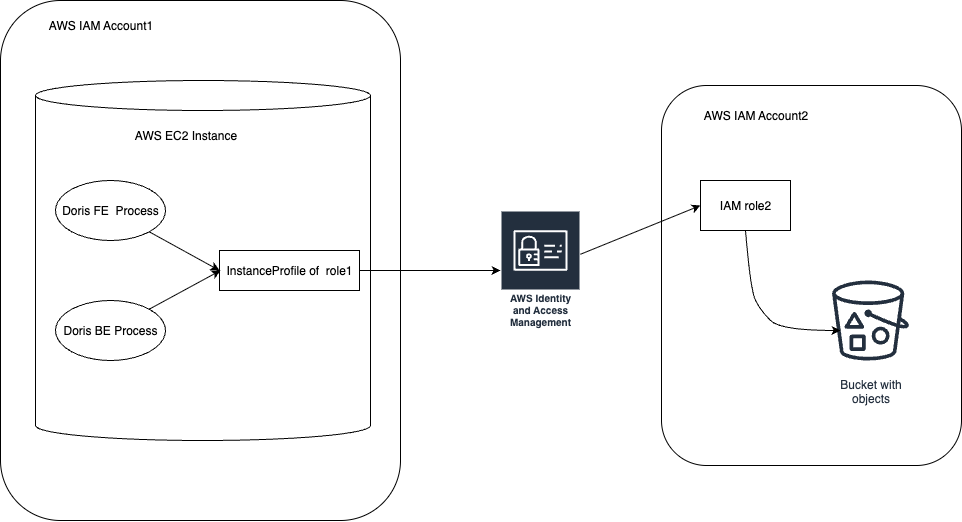 AWS IAM Account1
AWS EC2 Instance
Doris FE  Process
InstanceProfile of  role1
Doris BE Process
AWS Identity
and Access
Management
AWS IAM Account2
IAM role2
Bucket with
objects